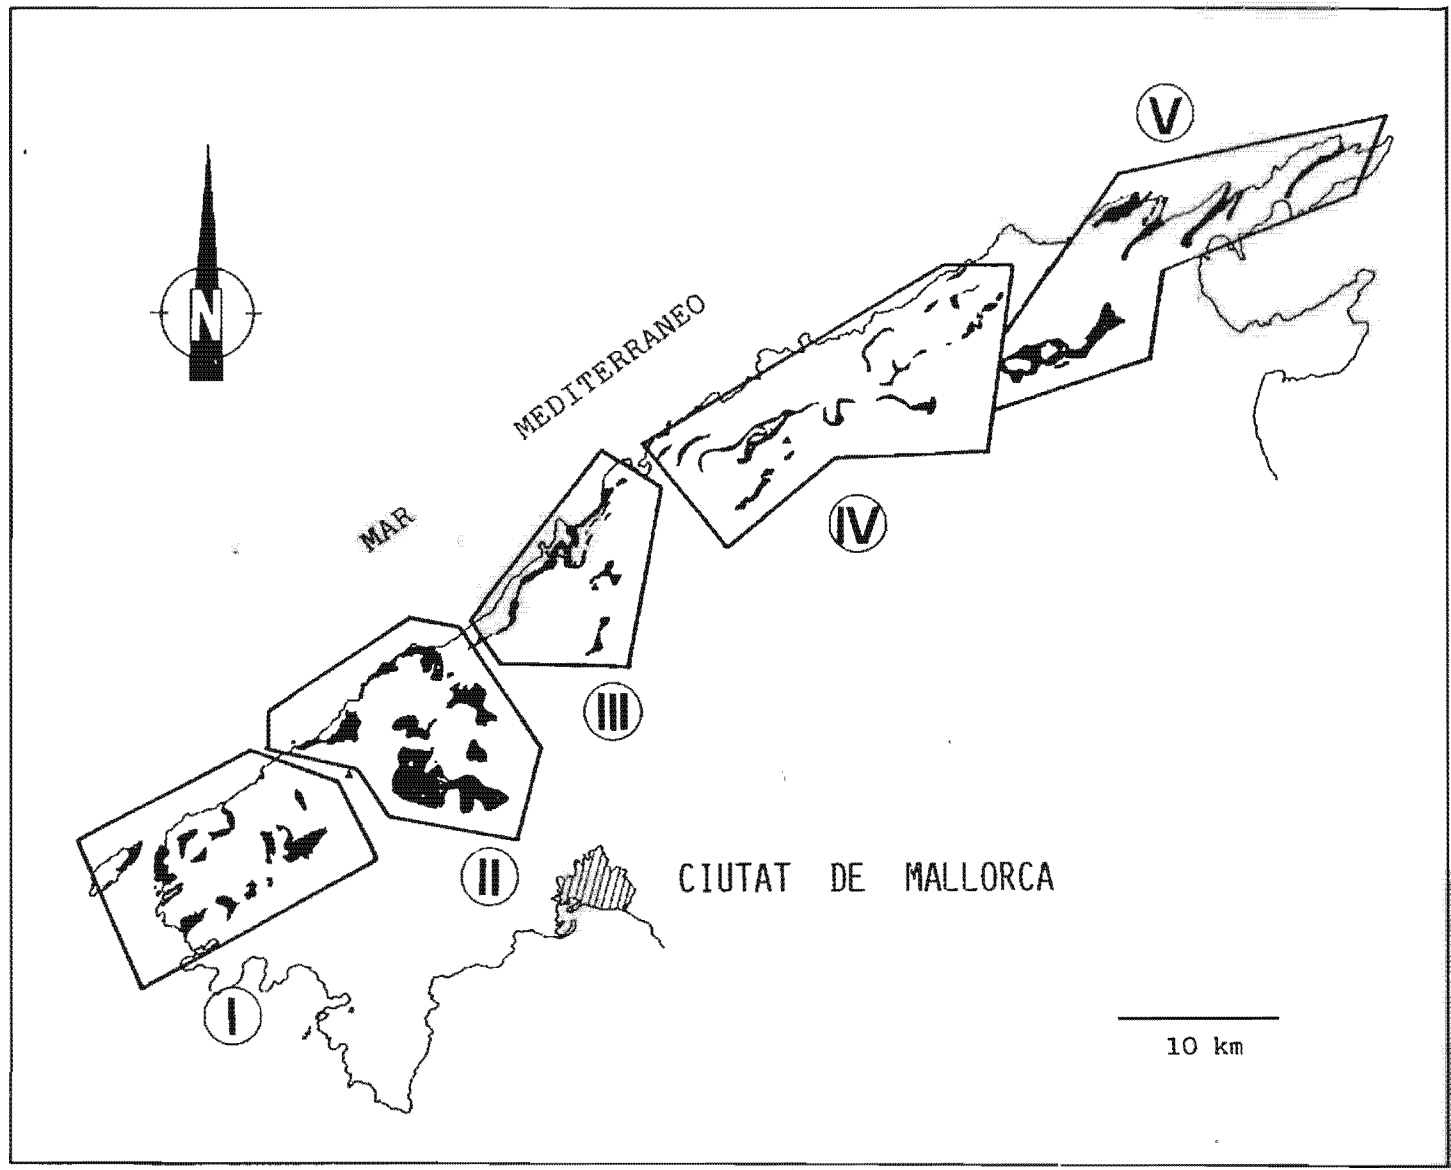 V
N
MEDITERRANEO
MAR
IV
III
II
CIUTAT DE MALLORCA
I
10 km